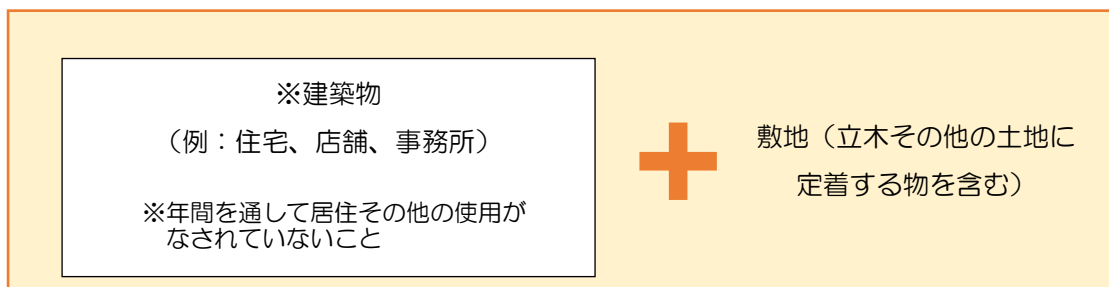 ※建築物
（例：住宅、店舗、事務所）
※年間を通して居住その他の使用が
なされていないこと
敷地（立木その他の土地に
定着する物を含む）